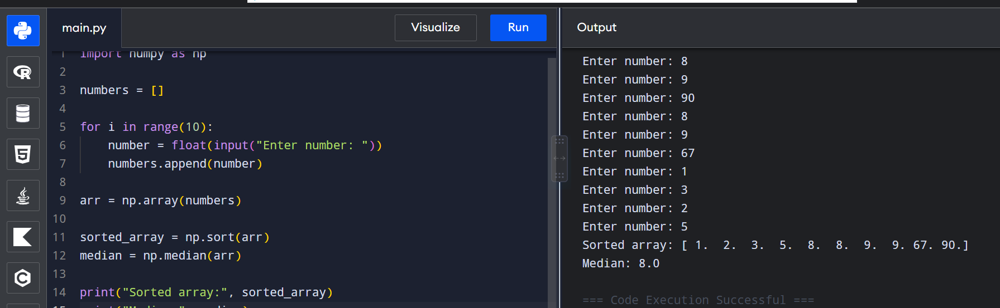 main.py
Visualize
Run
1 import numpy as np
2
3 numbers = []
4
5 for i in range(10):
6     number = float(input("Enter number: "))
7     numbers.append(number)
8
9 arr = np.array(numbers)
10
11 sorted_array = np.sort(arr)
12 median = np.median(arr)
13
14 print("Sorted array:", sorted_array)
Output
Enter number: 8
Enter number: 9
Enter number: 90
Enter number: 8
Enter number: 9
Enter number: 67
Enter number: 1
Enter number: 3
Enter number: 2
Enter number: 5
Sorted array: [ 1.  2.  3.  5.  8.  8.  9.  9. 67. 90.]
Median: 8.0
=== Code Execution Successful ===